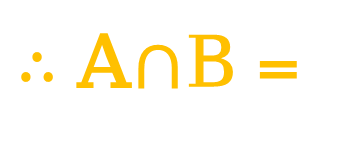 ∴ A∩B =